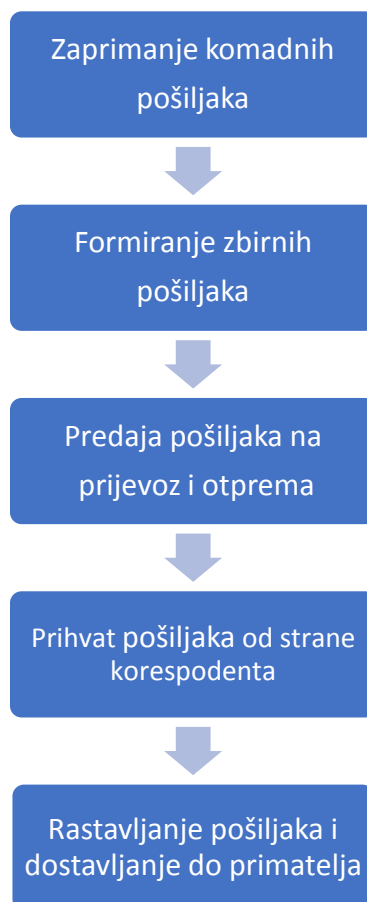 Zaprimanje komadnih
pošiljaka
Formiranje zbirnih
pošiljaka
Predaja pošiljaka na
prijevoz i otprema
Prihvat pošiljaka od strane
korespodenta
Rastavljanje pošiljaka i
dostavljanje do primatelja